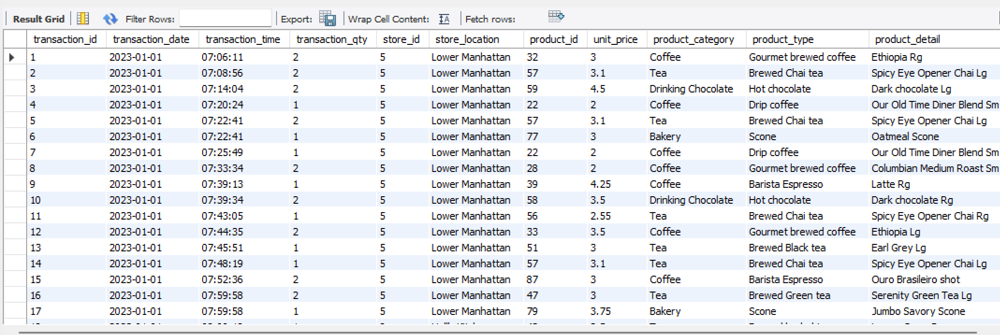 Result Grid Filter Rows: Export: Wrap Cell Content: Fetch rows:
transaction_id transaction_date transaction_time transaction_qty store_id store_location product_id unit_price product_category product_type product_detail
1 2023-01-01 07:06:11 2 5 Lower Manhattan 32 3 Coffee Gourmet brewed coffee Ethiopia Rg
2 2023-01-01 07:08:56 2 5 Lower Manhattan 57 3.1 Tea Brewed Chai tea Spicy Eye Opener Chai Lg
3 2023-01-01 07:14:04 2 5 Lower Manhattan 59 4.5 Drinking Chocolate Hot chocolate Dark chocolate Lg
4 2023-01-01 07:20:24 1 5 Lower Manhattan 22 2 Coffee Drip coffee Our Old Time Diner Blend Sm
5 2023-01-01 07:22:41 2 5 Lower Manhattan 57 3.1 Tea Brewed Chai tea Spicy Eye Opener Chai Lg
6 2023-01-01 07:22:41 1 5 Lower Manhattan 77 3 Bakery Scone Oatmeal Scone
7 2023-01-01 07:25:49 1 5 Lower Manhattan 22 2 Coffee Drip coffee Our Old Time Diner Blend Sm
8 2023-01-01 07:33:34 2 5 Lower Manhattan 28 2 Coffee Gourmet brewed coffee Columbian Medium Roast Sm
9 2023-01-01 07:39:13 1 5 Lower Manhattan 39 4.25 Coffee Barista Espresso Latte Rg
10 2023-01-01 07:39:34 2 5 Lower Manhattan 58 3.5 Drinking Chocolate Hot chocolate Dark chocolate Rg
11 2023-01-01 07:43:05 1 5 Lower Manhattan 56 2.55 Tea Brewed Chai tea Spicy Eye Opener Chai Rg
12 2023-01-01 07:44:35 2 5 Lower Manhattan 33 3.5 Coffee Gourmet brewed coffee Ethiopia Lg
13 2023-01-01 07:45:51 1 5 Lower Manhattan 51 3 Tea Brewed Black tea Earl Grey Lg
14 2023-01-01 07:48:19 1 5 Lower Manhattan 57 3.1 Tea Brewed Chai tea Spicy Eye Opener Chai Lg
15 2023-01-01 07:52:36 2 5 Lower Manhattan 87 3 Coffee Barista Espresso Ouro Brasileiro shot
16 2023-01-01 07:59:58 2 5 Lower Manhattan 47 3 Tea Brewed Green tea Serenity Green Tea Lg
17 2023-01-01 07:59:58 1 5 Lower Manhattan 79 3.75 Bakery Scone Jumbo Savory Scone